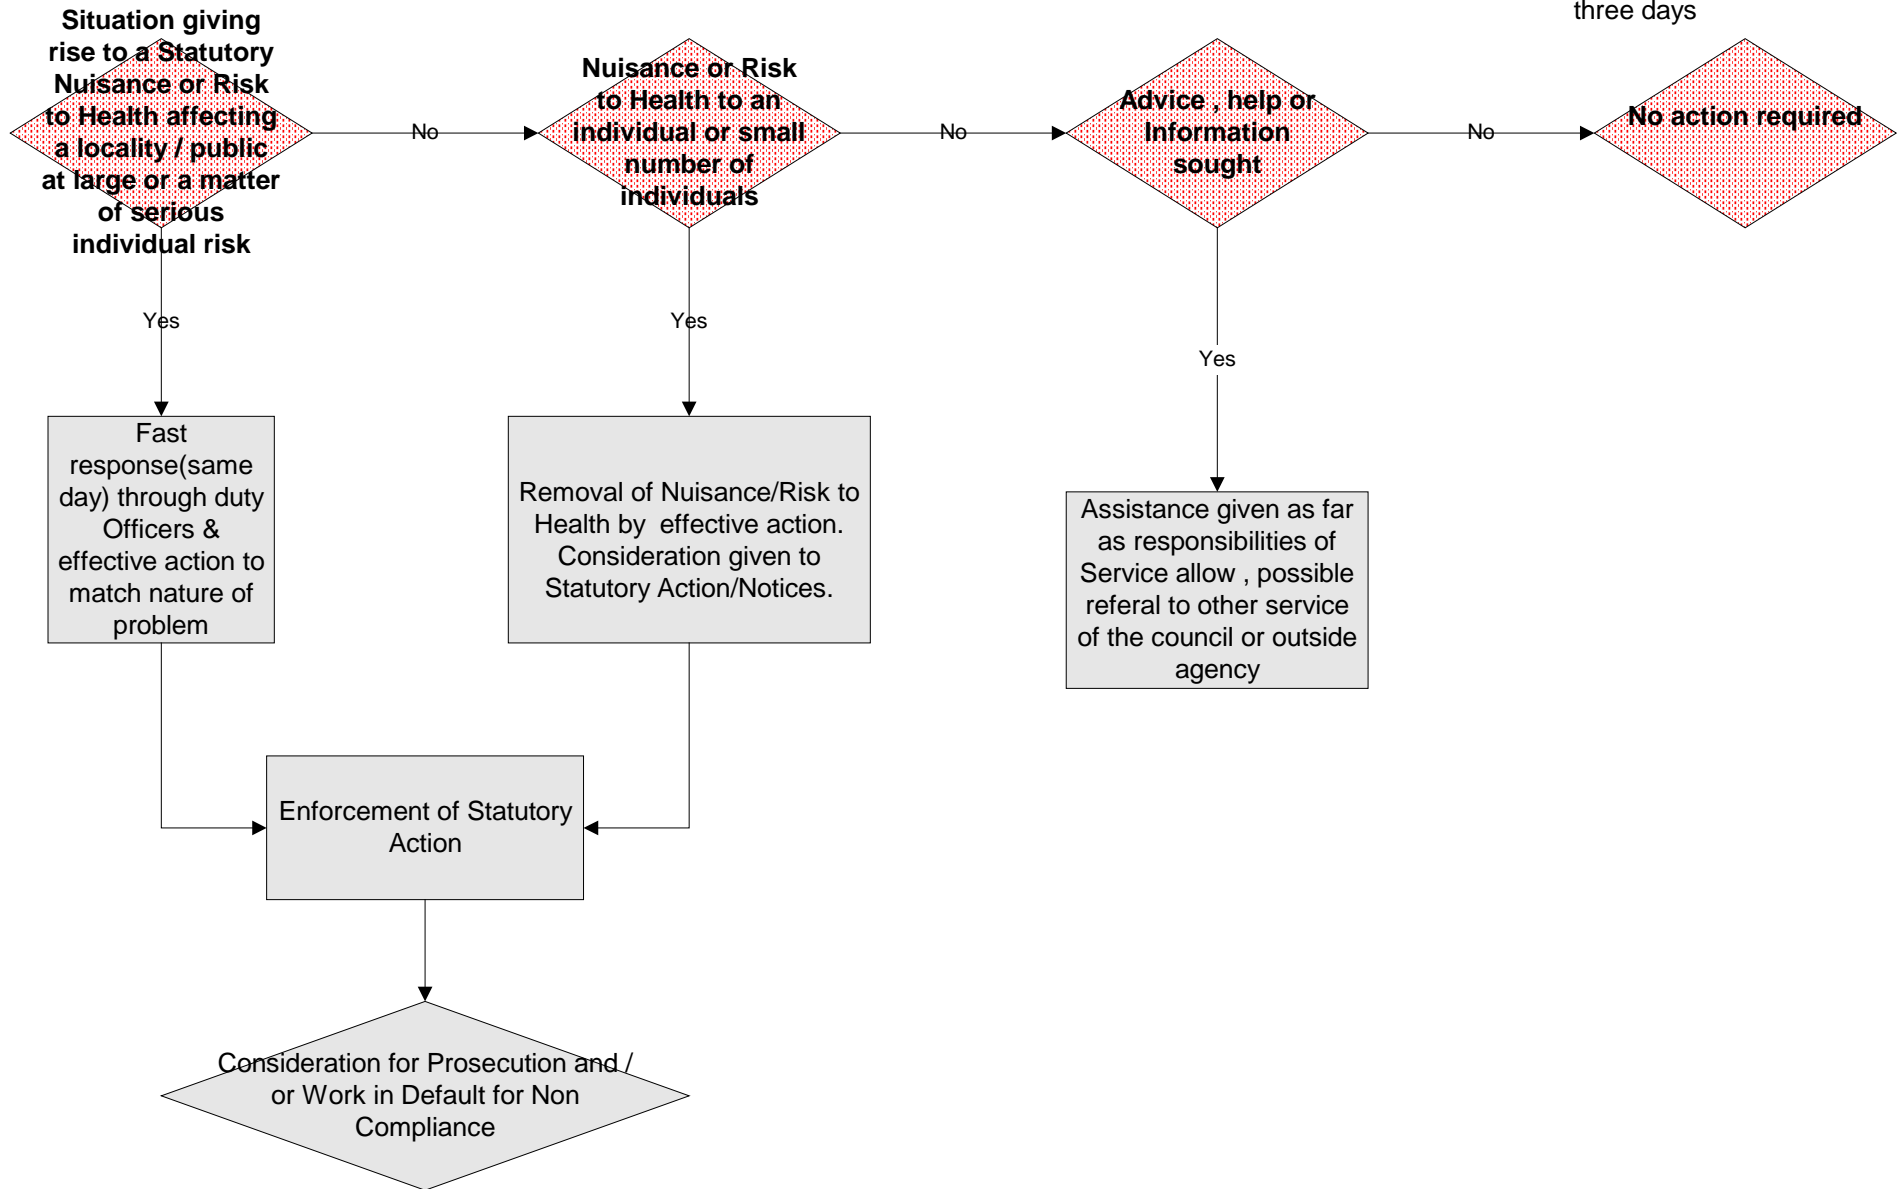 three days
Situation giving
rise to a Statutory
Nuisance or Risk
to Health affecting
a locality / public
at large or a matter
of serious
individual risk
No
Nuisance or Risk
to Health to an
individual or small
number of
individuals
No
Advice , help or
Information
sought
No
No action required
Yes
Yes
Yes
Fast
response(same
day) through duty
Officers &
effective action to
match nature of
problem
Removal of Nuisance/Risk to
Health by effective action.
Consideration given to
Statutory Action/Notices.
Assistance given as far
as responsibilities of
Service allow , possible
referal to other service
of the council or outside
agency
Enforcement of Statutory
Action
Consideration for Prosecution and /
or Work in Default for Non
Compliance